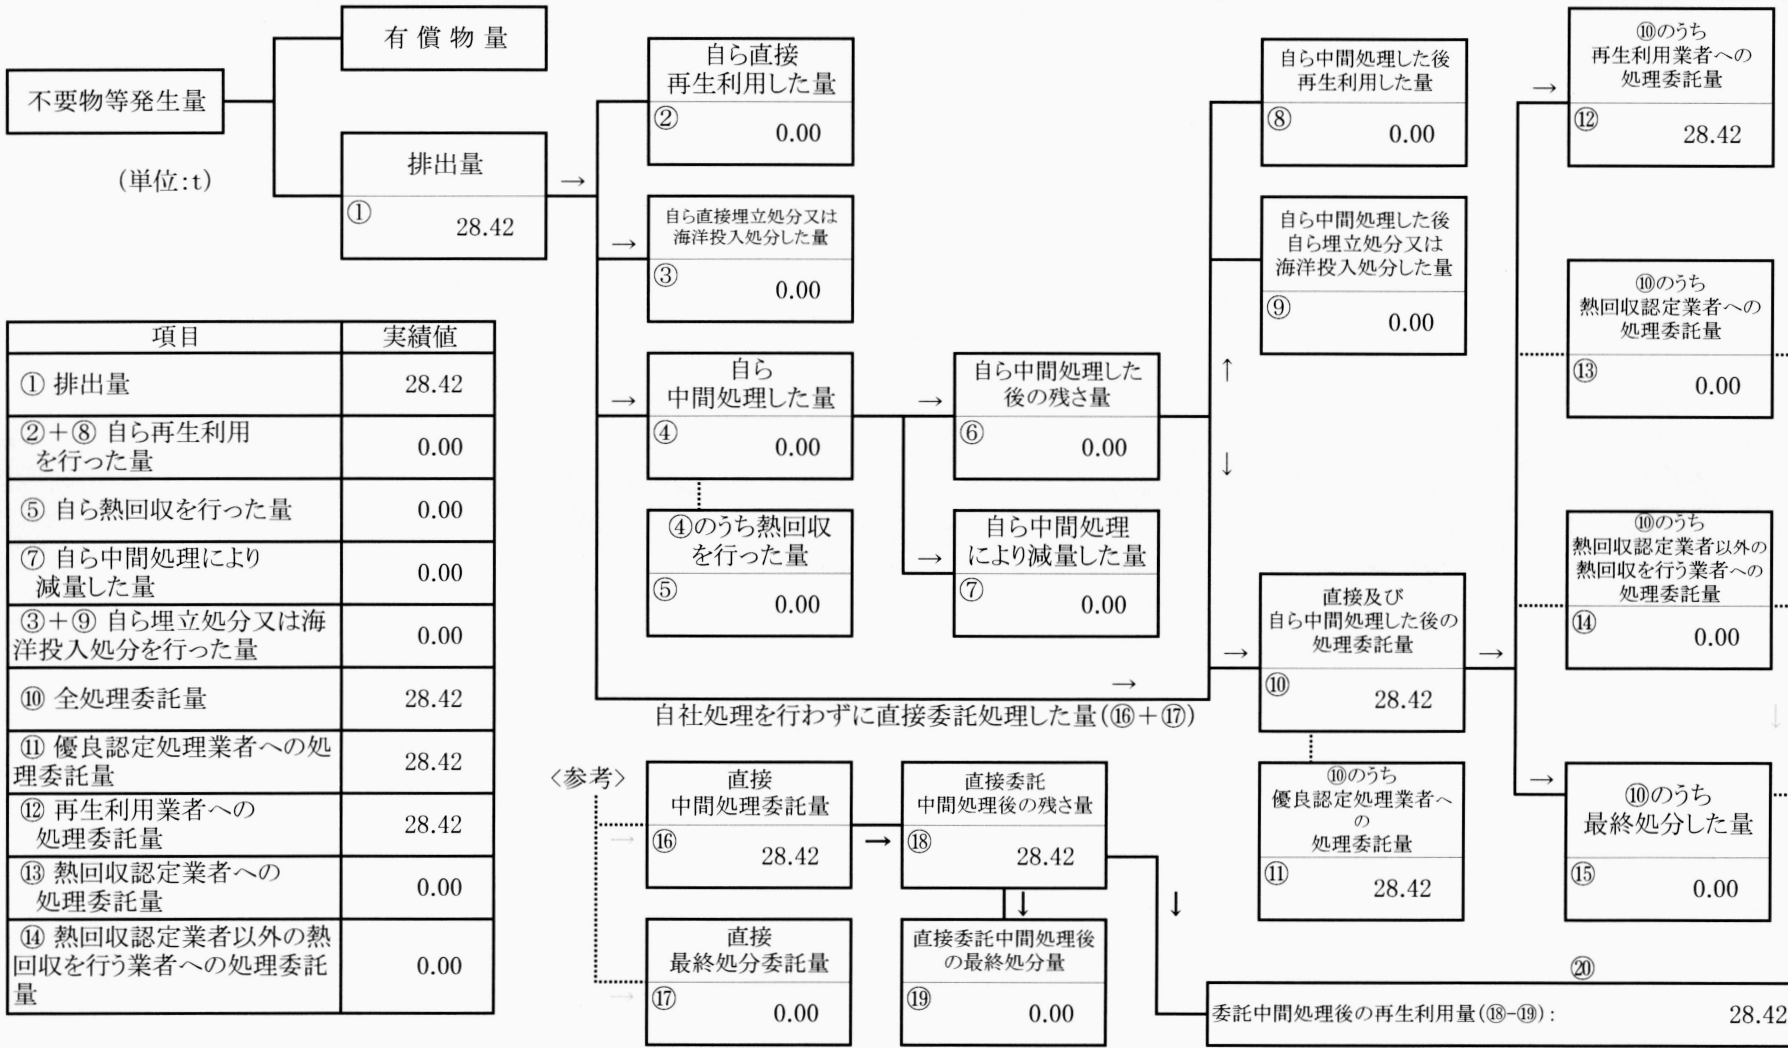 不要物等発生量
(単位:t)
有償物量
排出量
①
28.42
→
自ら直接
再生利用した量
②
0.00
→
自ら直接埋立処分又は
海洋投入処分した量
③
0.00
→
自ら
中間処理した量
④
0.00
④のうち熱回収
を行った量
⑤
0.00
→
自ら中間処理した
後の残さ量
⑥
0.00
→
自ら中間処理
により減量した量
⑦
0.00
→
自社処理を行わずに直接委託処理した量(⑯+⑰)
↑
↓
自ら中間処理した後
再生利用した量
⑧
0.00
自ら中間処理した後
自ら埋立処分又は
海洋投入処分した量
⑨
0.00
→
直接及び
自ら中間処理した後の
処理委託量
⑩
28.42
⑩のうち
優良認定処理業者へ
の
処理委託量
⑪
28.42
→
→
⑩のうち
再生利用業者への
処理委託量
⑫
28.42
⑩のうち
熱回収認定業者への
処理委託量
⑬
0.00
⑩のうち
熱回収認定業者以外の
熱回収を行う業者への
処理委託量
⑭
0.00
↓
→
⑩のうち
最終処分した量
⑮
0.00
項目 実績値
① 排出量 28.42
②+⑧ 自ら再生利用
を行った量 0.00
⑤ 自ら熱回収を行った量 0.00
⑦ 自ら中間処理により
減量した量 0.00
③+⑨ 自ら埋立処分又は海
洋投入処分を行った量 0.00
⑩ 全処理委託量 28.42
⑪ 優良認定処理業者への処
理委託量 28.42
⑫ 再生利用業者への
処理委託量 28.42
⑬ 熱回収認定業者への
処理委託量 0.00
⑭ 熱回収認定業者以外の熱
回収を行う業者への処理委託
量 0.00
<参考>
→
直接
中間処理委託量
⑯
28.42
→
直接委託
中間処理後の残さ量
⑱
28.42
→
直接
最終処分委託量
⑰
0.00
↓
直接委託中間処理後
の最終処分量
⑲
0.00
↓
⑳
委託中間処理後の再生利用量(⑱-⑲): 28.42